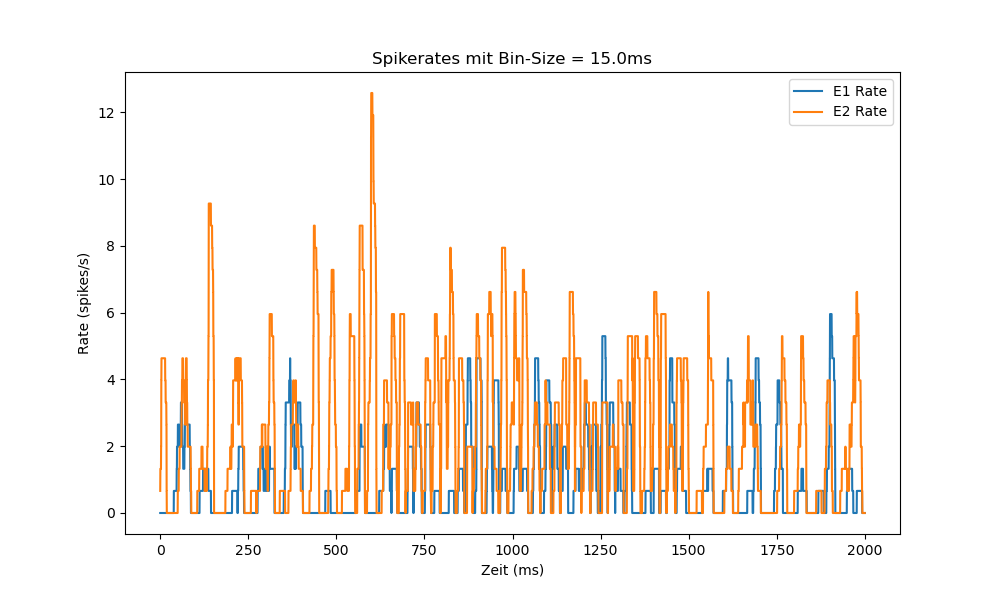 Spikerates mit Bin-Size = 15.0ms
E1 Rate
E2 Rate
Rate (spikes/s)
12
10
8
6
4
2
0
0 250 500 750 1000 1250 1500 1750 2000
Zeit (ms)